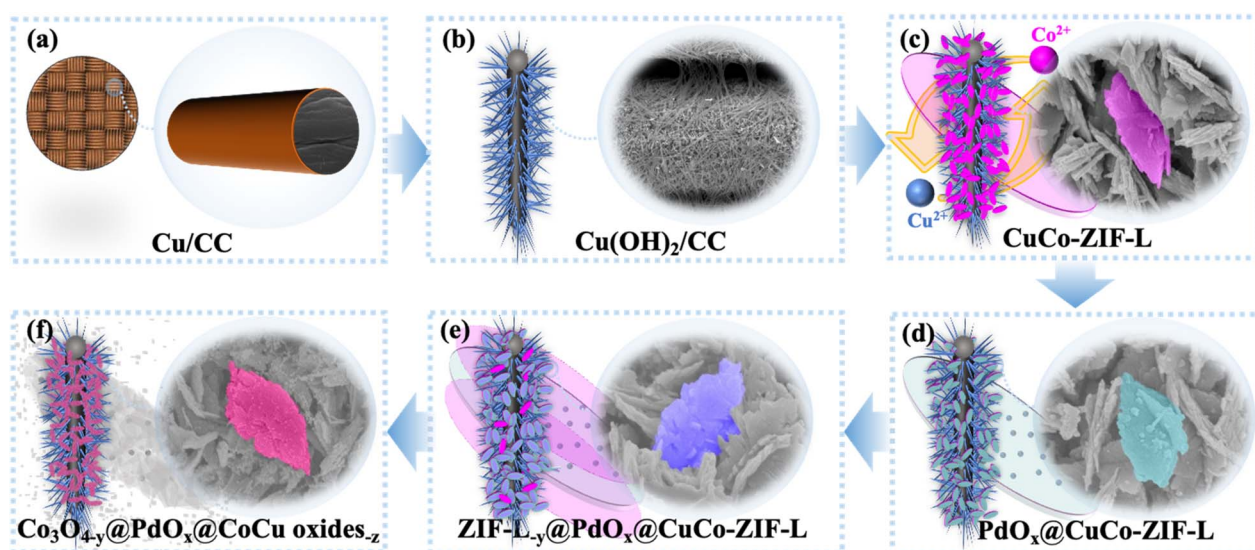 (a)
Cu/CC
(b)
Cu(OH)₂/CC
(c)
Co²⁺
Cu²⁺
CuCo-ZIF-L
(d)
PdOₓ@CuCo-ZIF-L
(e)
ZIF-L₋y@PdOₓ@CuCo-ZIF-L
(f)
Co₃O₄₋y@PdOₓ@CoCu oxides₋z